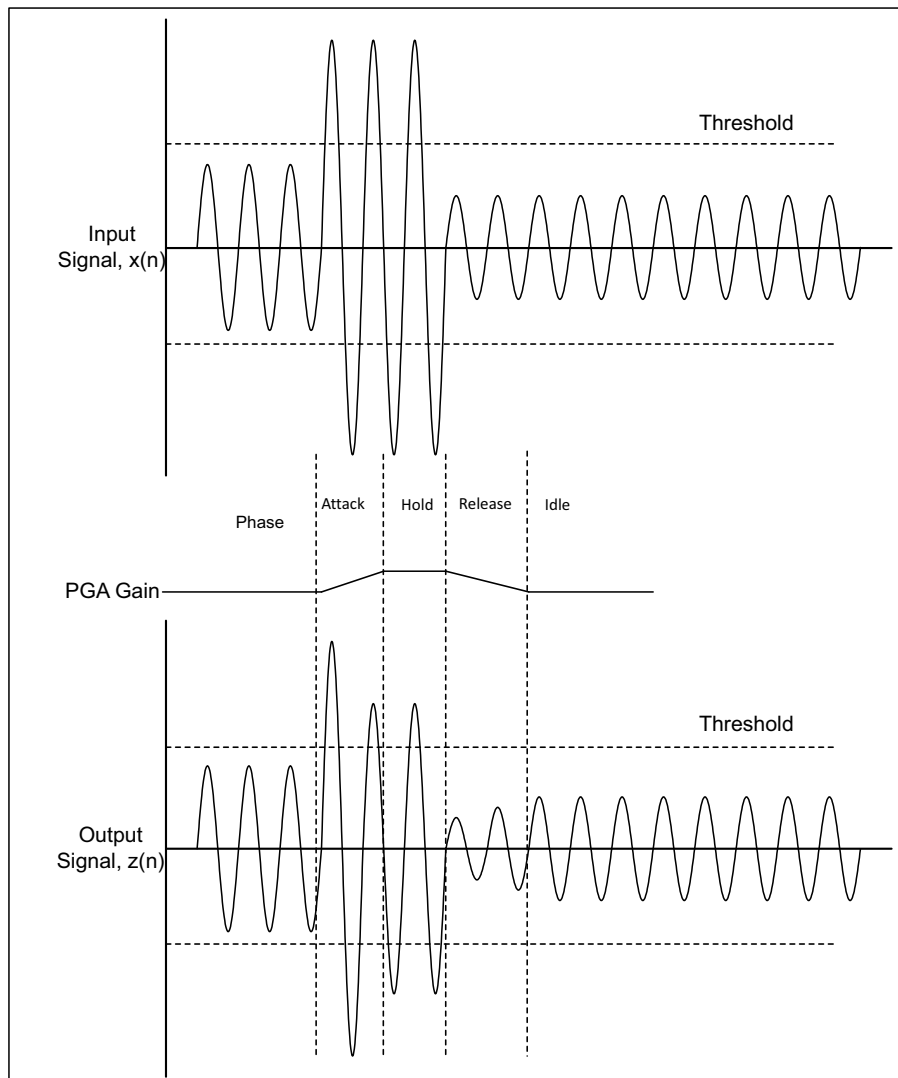 Threshold
Input
Signal, x(n)
Attack
Hold
Release
Idle
Phase
PGA Gain
Threshold
Output
Signal, z(n)